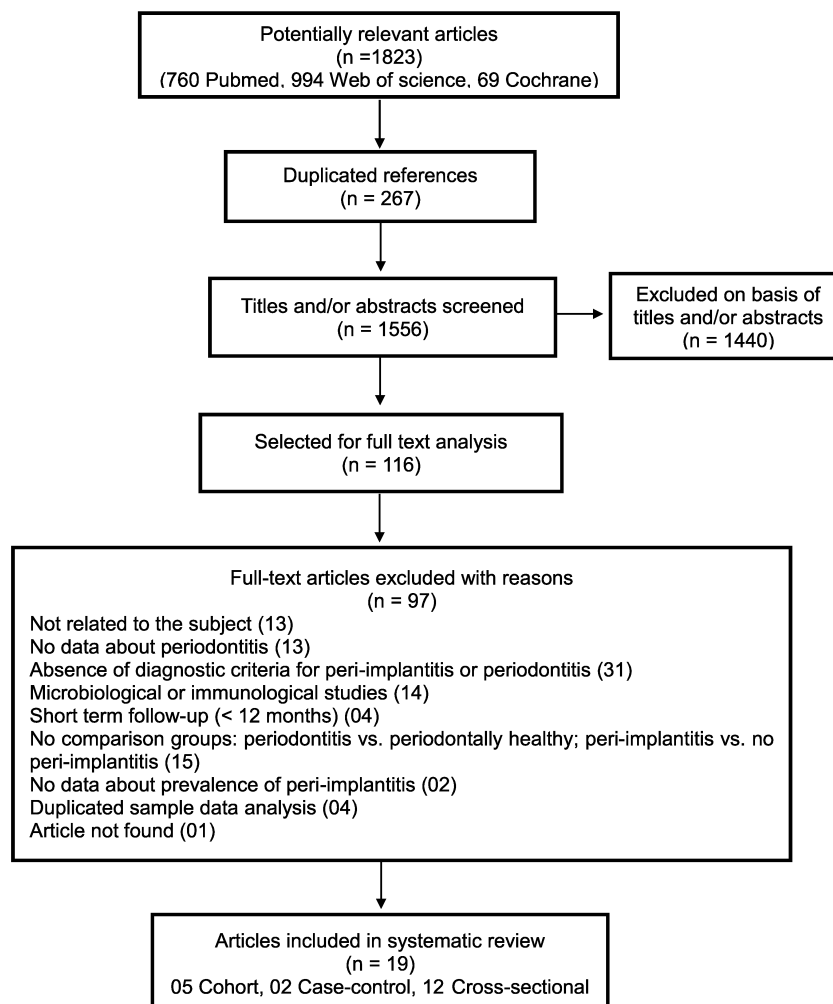 Potentially relevant articles
(n =1823)
(760 Pubmed, 994 Web of science, 69 Cochrane)
Duplicated references
(n = 267)
Titles and/or abstracts screened
(n = 1556)
Excluded on basis of
titles and/or abstracts
(n = 1440)
Selected for full text analysis
(n = 116)
Full-text articles excluded with reasons
(n = 97)
Not related to the subject (13)
No data about periodontitis (13)
Absence of diagnostic criteria for peri-implantitis or periodontitis (31)
Microbiological or immunological studies (14)
Short term follow-up (< 12 months) (04)
No comparison groups: periodontitis vs. periodontally healthy; peri-implantitis vs. no
peri-implantitis (15)
No data about prevalence of peri-implantitis (02)
Duplicated sample data analysis (04)
Article not found (01)
Articles included in systematic review
(n = 19)
05 Cohort, 02 Case-control, 12 Cross-sectional